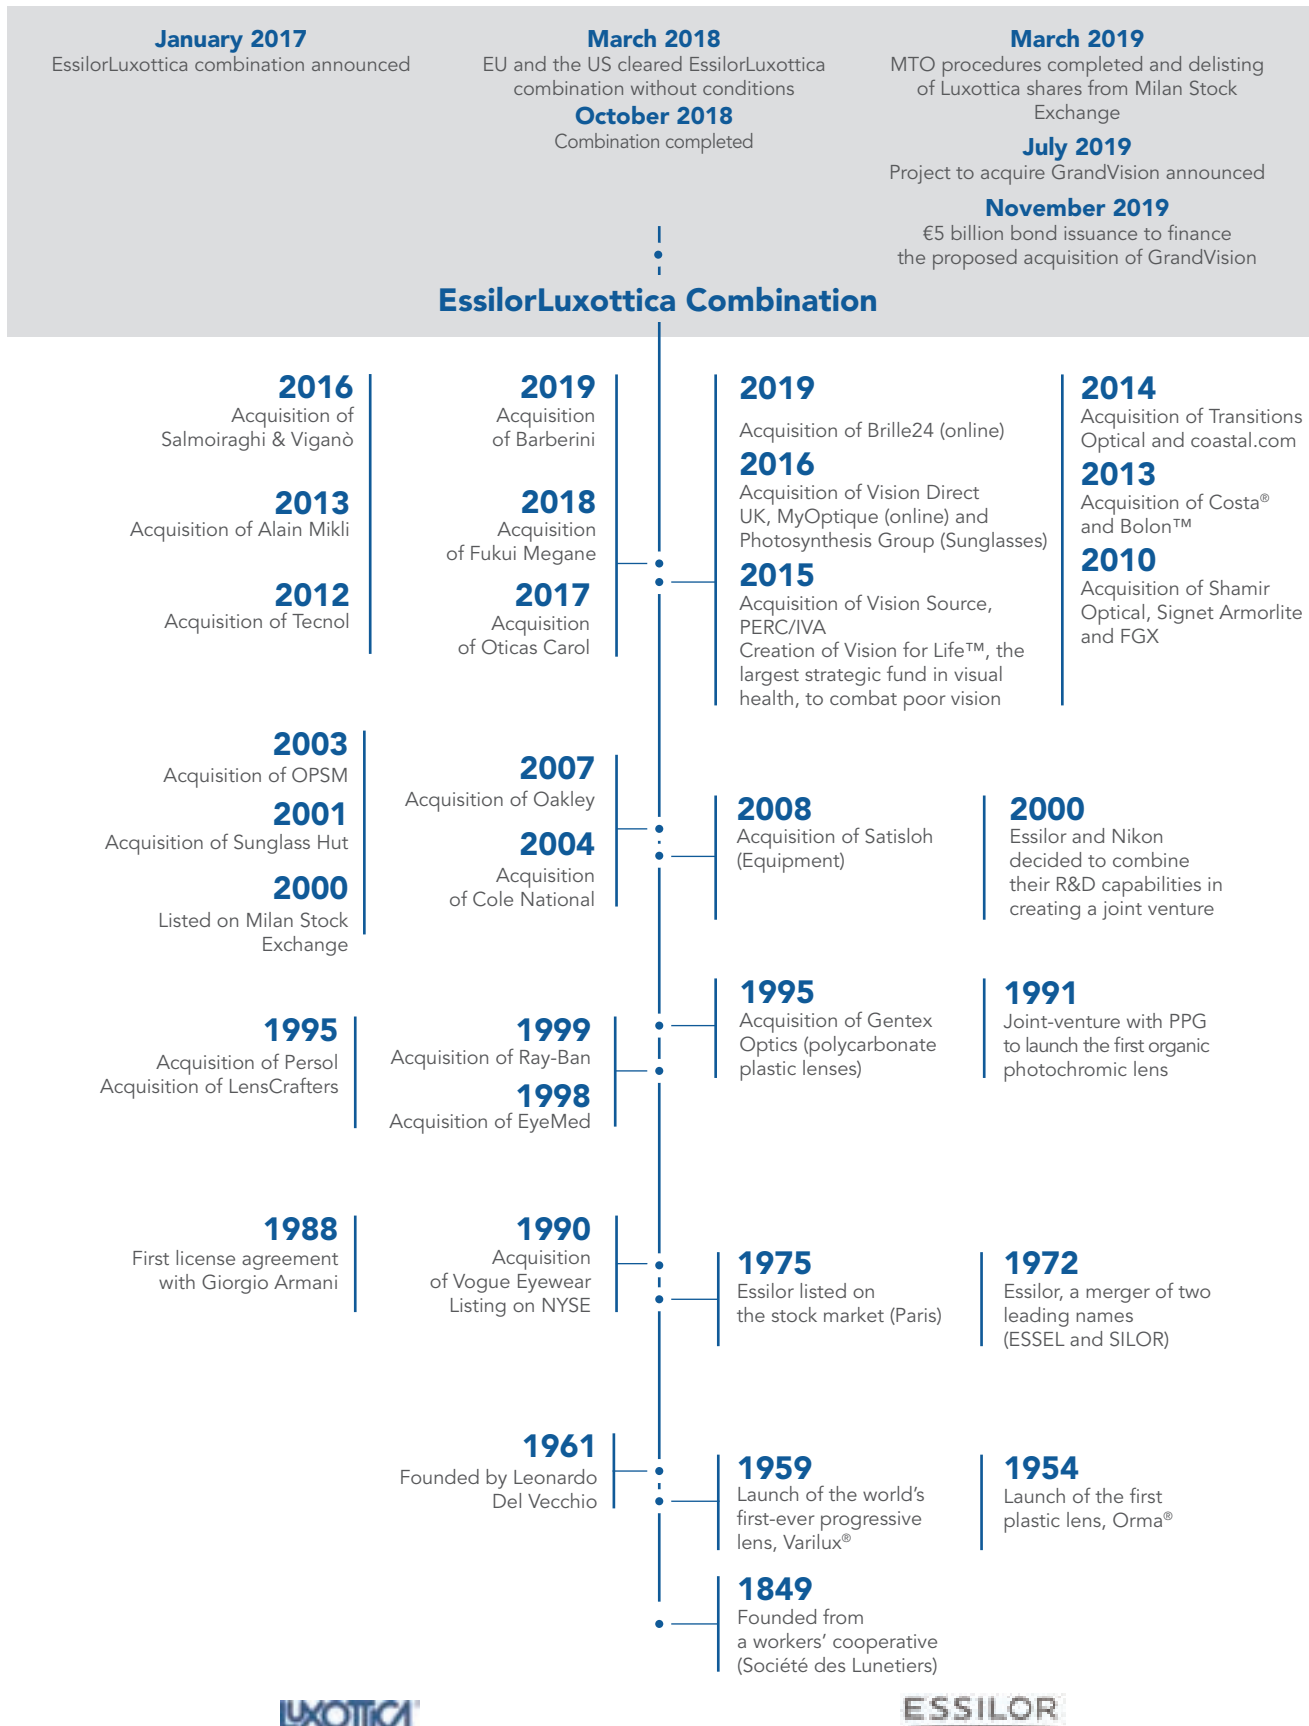 January 2017
EssilorLuxottica combination announced
March 2018
EU and the US cleared EssilorLuxottica
combination without conditions
October 2018
Combination completed
March 2019
MTO procedures completed and delisting
of Luxottica shares from Milan Stock
Exchange
July 2019
Project to acquire GrandVision announced
November 2019
€5 billion bond issuance to finance
the proposed acquisition of GrandVision
EssilorLuxottica Combination
2016
Acquisition of
Salmoiraghi & Viganò
2013
Acquisition of Alain Mikli
2012
Acquisition of Tecnol
2019
Acquisition
of Barberini
2018
Acquisition
of Fukui Megane
2017
Acquisition
of Oticas Carol
2019
Acquisition of Brille24 (online)
2016
Acquisition of Vision Direct
UK, MyOptique (online) and
Photosynthesis Group (Sunglasses)
2015
Acquisition of Vision Source,
PERC/IVA
Creation of Vision for Life™, the
largest strategic fund in visual
health, to combat poor vision
2014
Acquisition of Transitions
Optical and coastal.com
2013
Acquisition of Costa®
and Bolon™
2010
Acquisition of Shamir
Optical, Signet Armorlite
and FGX
2003
Acquisition of OPSM
2001
Acquisition of Sunglass Hut
2000
Listed on Milan Stock
Exchange
2007
Acquisition of Oakley
2004
Acquisition
of Cole National
2008
Acquisition of Satisloh
(Equipment)
2000
Essilor and Nikon
decided to combine
their R&D capabilities in
creating a joint venture
1995
Acquisition of Persol
Acquisition of LensCrafters
1999
Acquisition of Ray-Ban
1998
Acquisition of EyeMed
1995
Acquisition of Gentex
Optics (polycarbonate
plastic lenses)
1991
Joint-venture with PPG
to launch the first organic
photochromic lens
1988
First license agreement
with Giorgio Armani
1990
Acquisition
of Vogue Eyewear
Listing on NYSE
1975
Essilor listed on
the stock market (Paris)
1972
Essilor, a merger of two
leading names
(ESSEL and SILOR)
1961
Founded by Leonardo
Del Vecchio
1959
Launch of the world's
first-ever progressive
lens, Varilux®
1954
Launch of the first
plastic lens, Orma®
1849
Founded from
a workers' cooperative
(Société des Lunetiers)
LUXOTTICA
ESSILOR